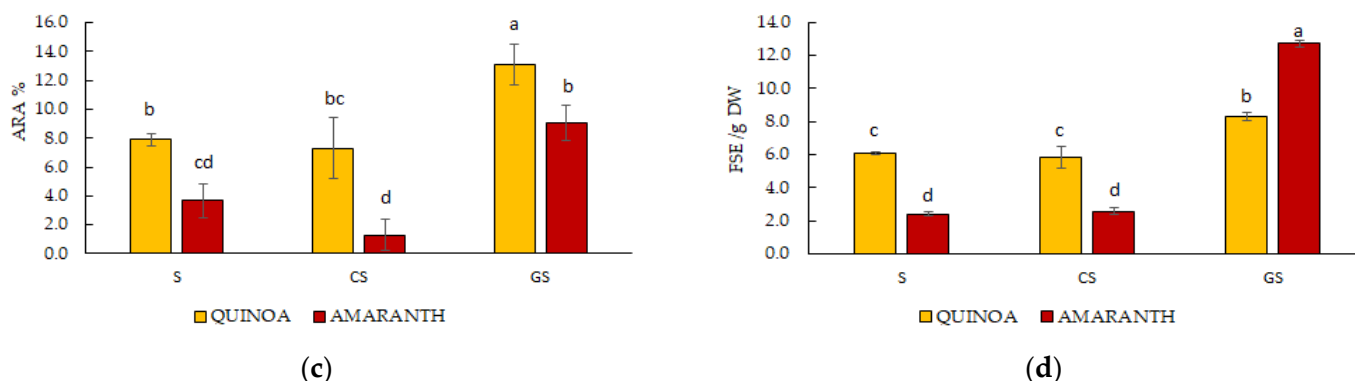 16.0
14.0
12.0
10.0
8.0
6.0
4.0
2.0
0.0
ARA %
b
cd
bc
d
a
b
S CS GS
QUINOA AMARANTH
(c)
14.0
12.0
10.0
8.0
6.0
4.0
2.0
0.0
FSE /g DW
c
d
c
d
b
a
S CS GS
QUINOA AMARANTH
(d)